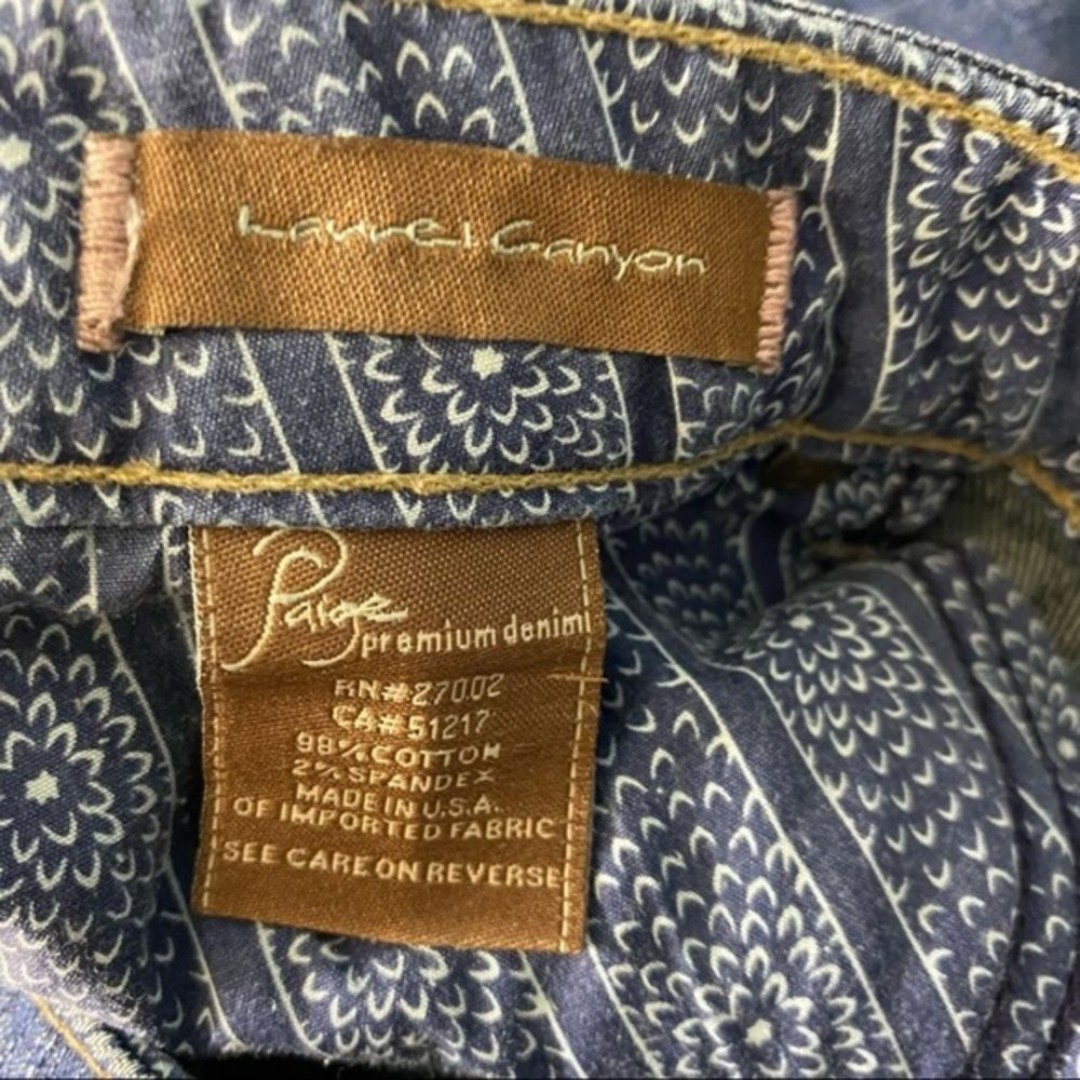 Laurel Canyon
Paige
premium denim
RN#27002
CA#51217
98% COTTON
2% SPANDEX
MADE IN U.S.A.
OF IMPORTED FABRIC
SEE CARE ON REVERSE